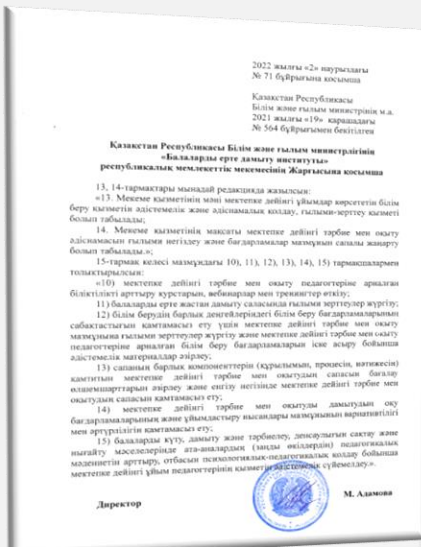 2022 жылғы «2» наурыздағы
№ 71 бұйрығына қосымша
Қазақстан Республикасы
Білім және ғылым министрінің м.а.
2021 жылғы «19» қарашадағы
№ 564 бұйрығымен бекітілген
Қазақстан Республикасы Білім және ғылым министрлігінің
«Балаларды ерте дамыту институты»
республикалық мемлекеттік мекемесінің Жарғысына қосымша
13, 14-тармақтары мынадай редакцияда жазылсын:
«13. Мекеме қызметінің мәні мектепке дейінгі ұйымдар көрсететін білім
беру қызметін әдістемелік және әдіснамалық қолдау, ғылыми-зерттеу қызметі
болып табылады;
14. Мекеме қызметінің мақсаты мектепке дейінгі тәрбие мен оқыту
әдіснамасын ғылыми негіздеу және бағдарламалар мазмұнын сапалы жаңарту
болып табылады.»;
15-тармақ келесі мазмұндағы 10), 11), 12), 13), 14), 15) тармақшалармен
толықтырылсын:
«10) мектепке дейінгі тәрбие мен оқыту педагогтеріне арналған
біліктілікті арттыру курстарын, вебинарлар мен тренингтер өткізу;
11) балаларды ерте жастан дамыту саласында ғылыми зерттеулер жүргізу;
12) білім берудің барлық деңгейлеріндегі білім беру бағдарламаларының
сабақтастығын қамтамасыз ету үшін мектепке дейінгі тәрбие мен оқыту
мазмұнына ғылыми зерттеулер жүргізу және мектепке дейінгі тәрбие мен оқыту
педагогтеріне арналған білім беру бағдарламаларын іске асыру бойынша
әдістемелік материалдар әзірлеу;
13) сапаның барлық компоненттерін (құрылымын, процесін, нәтижесін)
қамтитын мектепке дейінгі тәрбие мен оқытудың сапасын бағалау
өлшемшарттарын әзірлеу және енгізу негізінде мектепке дейінгі тәрбие мен
оқытудың сапасын қамтамасыз ету;
14) мектепке дейінгі тәрбие мен оқытуды дамытудың оқу
бағдарламаларының және ұйымдастыру нысандары мазмұнының вариативтілігі
мен әртүрлілігін қамтамасыз ету;
15) балаларды күту, дамыту және тәрбиелеу, денсаулығын сақтау және
нығайту мәселелерінде ата-аналардың (заңды өкілдердің) педагогикалық
мәдениетін арттыру, отбасын психологиялық-педагогикалық қолдау бойынша
мектепке дейінгі ұйым педагогтерінің қызметін әдістемелік сүйемелдеу.».
Директор
М. Адамова